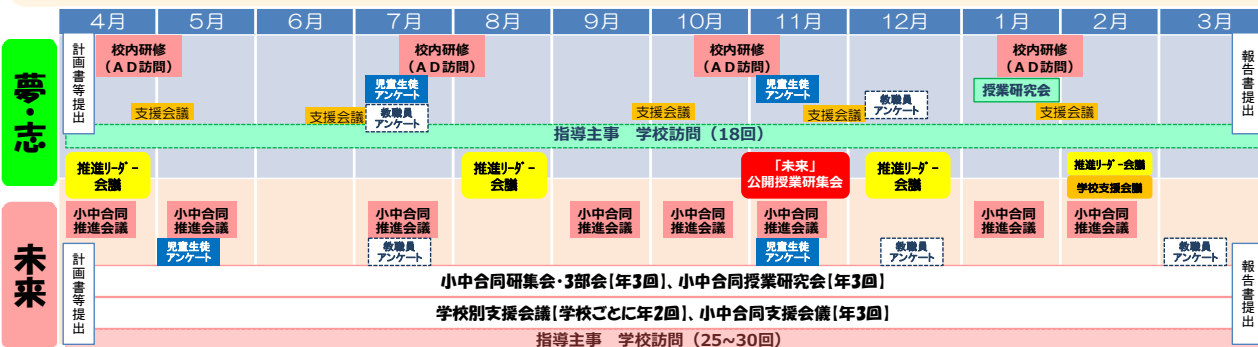 4月 5月 6月 7月 8月 9月 10月 11月 12月 1月 2月 3月
夢・志
計画書等提出
校内研修
（AD訪問）
校内研修
（AD訪問）
校内研修
（AD訪問）
校内研修
（AD訪問）
報告書提出
児童生徒
アンケート
児童生徒
アンケート
授業研究会
支援会議
支援会議
教職員
アンケート
支援会議
支援会議
教職員
アンケート
支援会議
指導主事　学校訪問（18回）
推進ﾘｰﾀﾞｰ
会議
推進ﾘｰﾀﾞｰ
会議
「未来」
公開授業研集会
推進ﾘｰﾀﾞｰ
会議
推進ﾘｰﾀﾞｰ会議
学校支援会議
未来
小中合同
推進会議
小中合同
推進会議
小中合同
推進会議
小中合同
推進会議
小中合同
推進会議
小中合同
推進会議
小中合同
推進会議
小中合同
推進会議
計画書等提出
児童生徒
アンケート
教職員
アンケート
児童生徒
アンケート
教職員
アンケート
教職員
アンケート
報告書提出
小中合同研集会・3部会【年3回】、小中合同授業研究会【年3回】
学校別支援会議【学校ごとに年2回】、小中合同支援会議【年3回】
指導主事　学校訪問（25~30回）